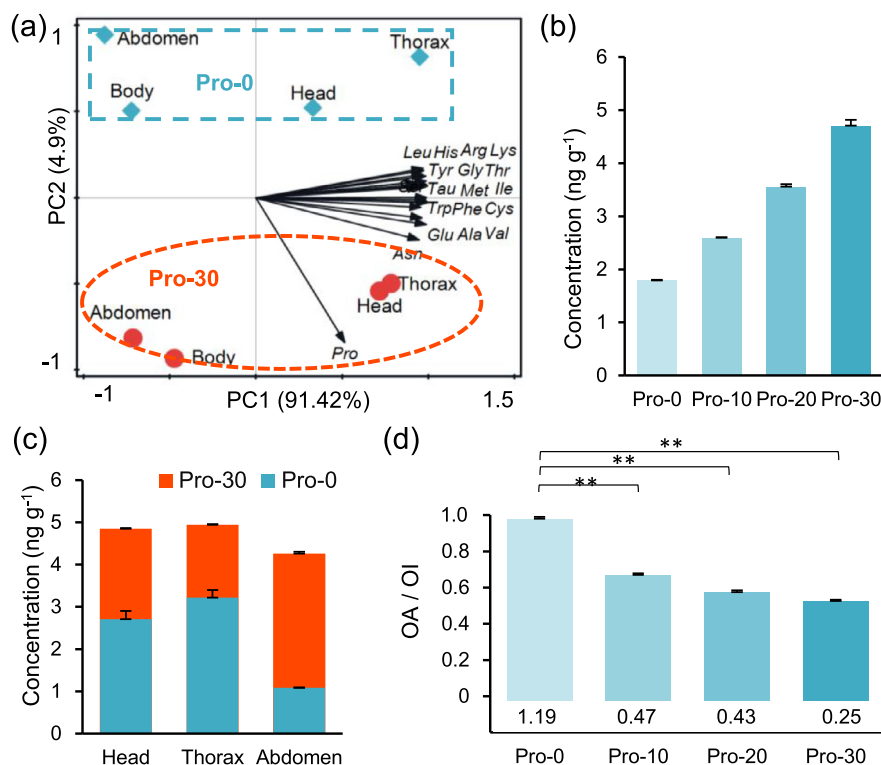 (a)
1
Abdomen
Thorax
Pro-0
Body
Head
PC2 (4.9%)
Leu His Arg Lys
Tyr Gly Thr
Tau Met Ile
Trp Phe Cys
Glu Ala Val
Asn
Pro-30
Thorax
Head
Abdomen
Body
Pro
-1
-1
PC1 (91.42%)
1.5
(b)
Concentration (ng g⁻¹)
6
5
4
3
2
1
0
Pro-0 Pro-10 Pro-20 Pro-30
(c)
Pro-30 Pro-0
Concentration (ng g⁻¹)
6
5
4
3
2
1
0
Head Thorax Abdomen
(d)
**
**
**
OA / OI
1.0
0.6
0.4
0.2
0
1.19 0.47 0.43 0.25
Pro-0 Pro-10 Pro-20 Pro-30